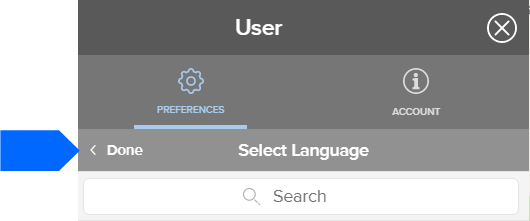 User
PREFERENCES
ACCOUNT
Done
Select Language
Search